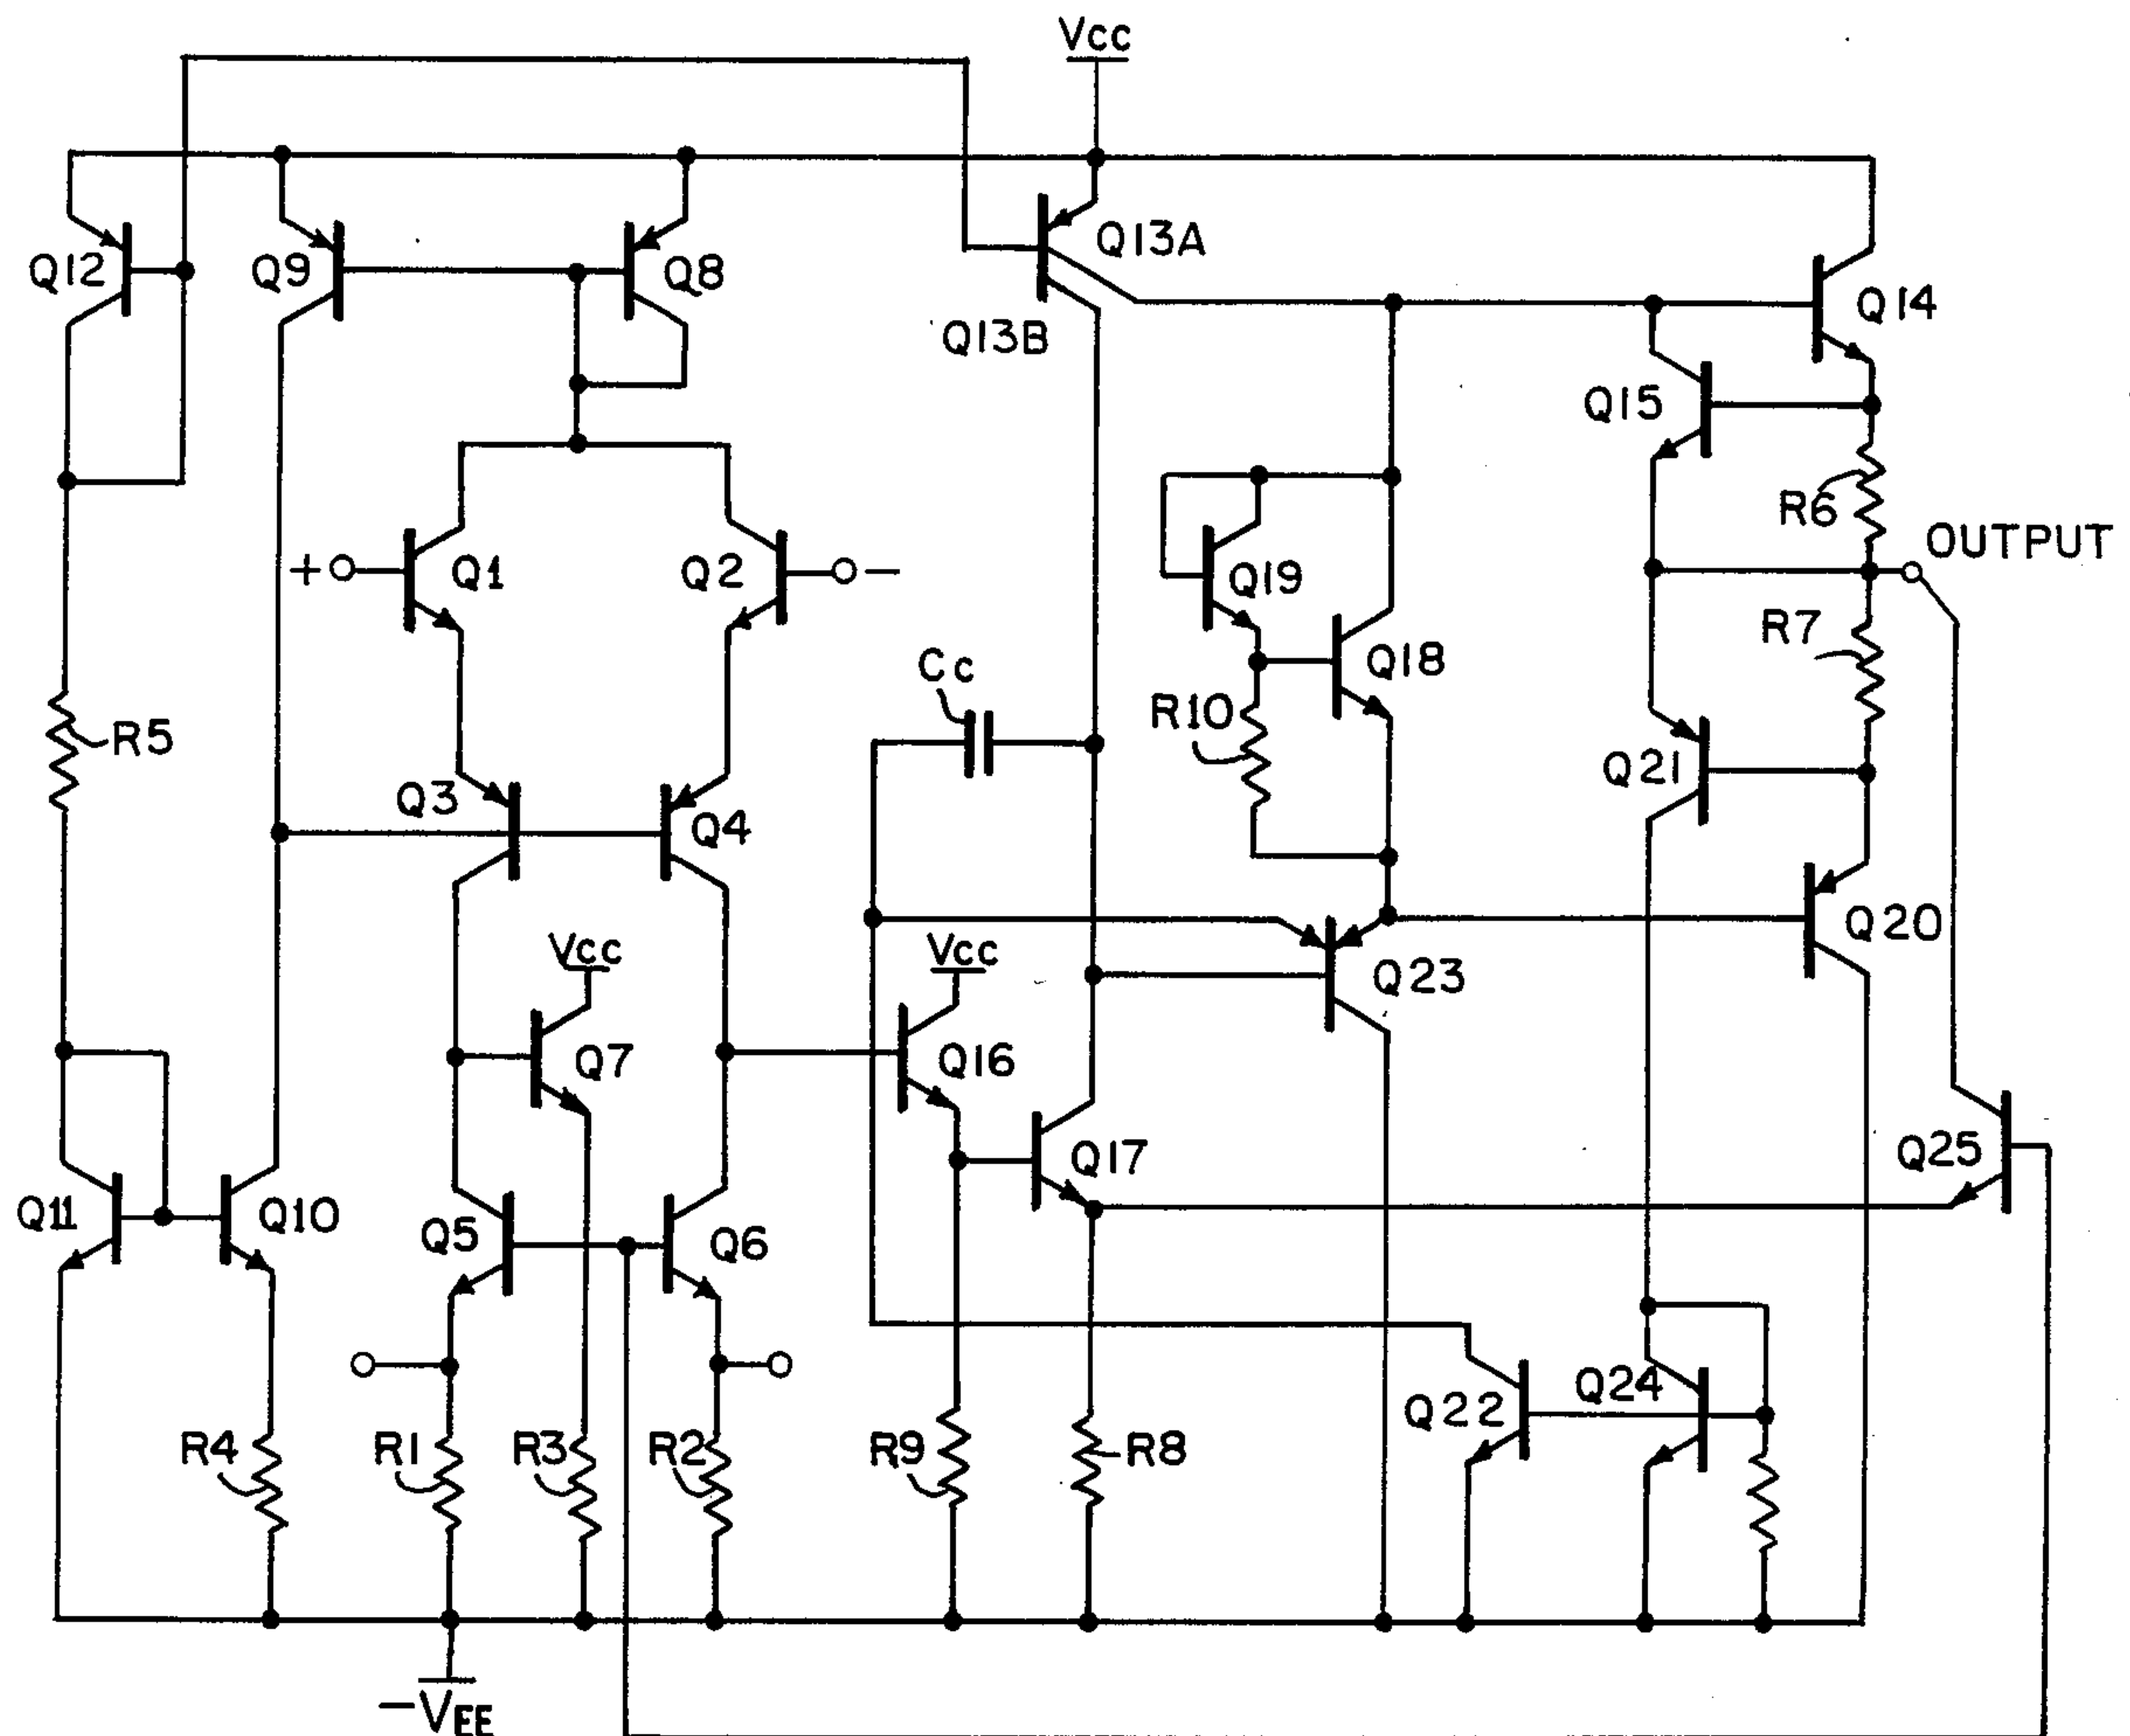 Vcc
Q12
Q9
Q8
Q13A
Q13B
Q14
Q15
R6
OUTPUT
+
Q1
Q2
−
Q19
R7
Cc
Q18
R10
R5
Q3
Q4
Q21
Vcc
Vcc
Q23
Q20
Q7
Q16
Q17
Q25
Q11
Q10
Q5
Q6
Q22
Q24
R4
R1
R3
R2
R9
R8
−VEE